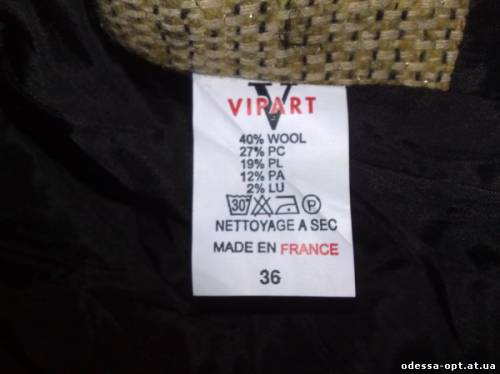 V
VIPART
40% WOOL
27% PC
19% PL
12% PA
2% LU
30° P
NETTOYAGE A SEC
MADE EN FRANCE
36
odessa-opt.at.ua